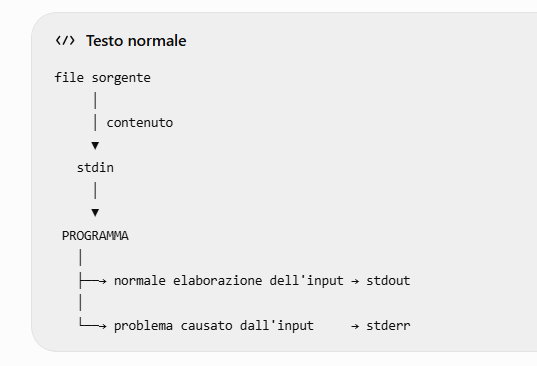 </> Testo normale
file sorgente
│
│ contenuto
▼
stdin
│
▼
PROGRAMMA
│
├──→ normale elaborazione dell'input → stdout
│
└──→ problema causato dall'input → stderr